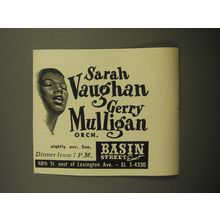 Sarah
Vaughan
Gerry
Mulligan
ORCH.
nightly exc. Sun.
Dinner from 7 P.M.
BASIN
STREET East
48th St. east of Lexington Ave. • EL 5-4330